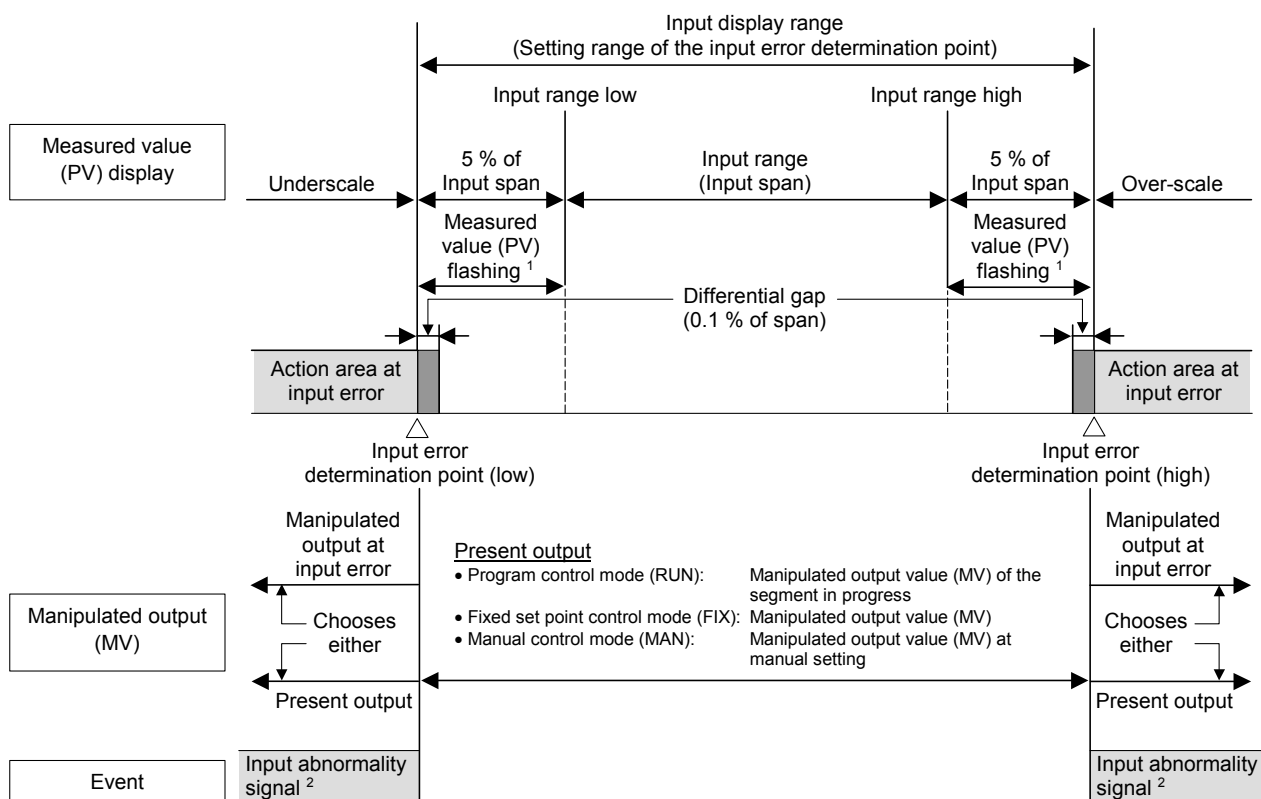 Input display range
(Setting range of the input error determination point)
Input range low
Input range high
Measured value
(PV) display
Underscale
5 % of
Input span
Input range
(Input span)
5 % of
Input span
Over-scale
Measured
value (PV)
flashing 1
Measured
value (PV)
flashing 1
Differential gap
(0.1 % of span)
Action area at
input error
Action area at
input error
Input error
determination point (low)
Input error
determination point (high)
Manipulated output
(MV)
Manipulated
output at
input error
Chooses
either
Present output
Present output
• Program control mode (RUN): Manipulated output value (MV) of the
segment in progress
• Fixed set point control mode (FIX): Manipulated output value (MV)
• Manual control mode (MAN): Manipulated output value (MV) at
manual setting
Manipulated
output at
input error
Chooses
either
Present output
Event
Input abnormality
signal 2
Input abnormality
signal 2